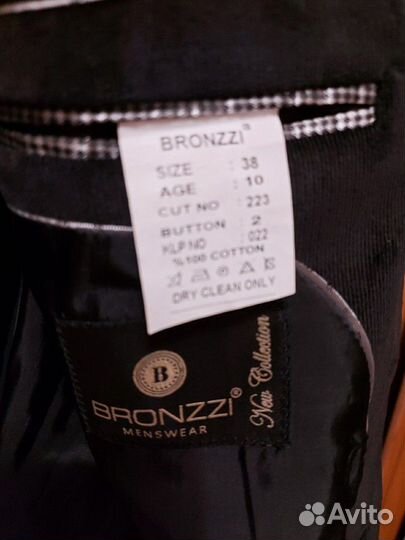 BRONZZI®
SIZE : 38
AGE : 10
CUT NO : 223
BUTTON : 2
KLP NO : 022
%100 COTTON
DRY CLEAN ONLY
B
BRONZZI®
MENSWEAR
New Collection
Avito